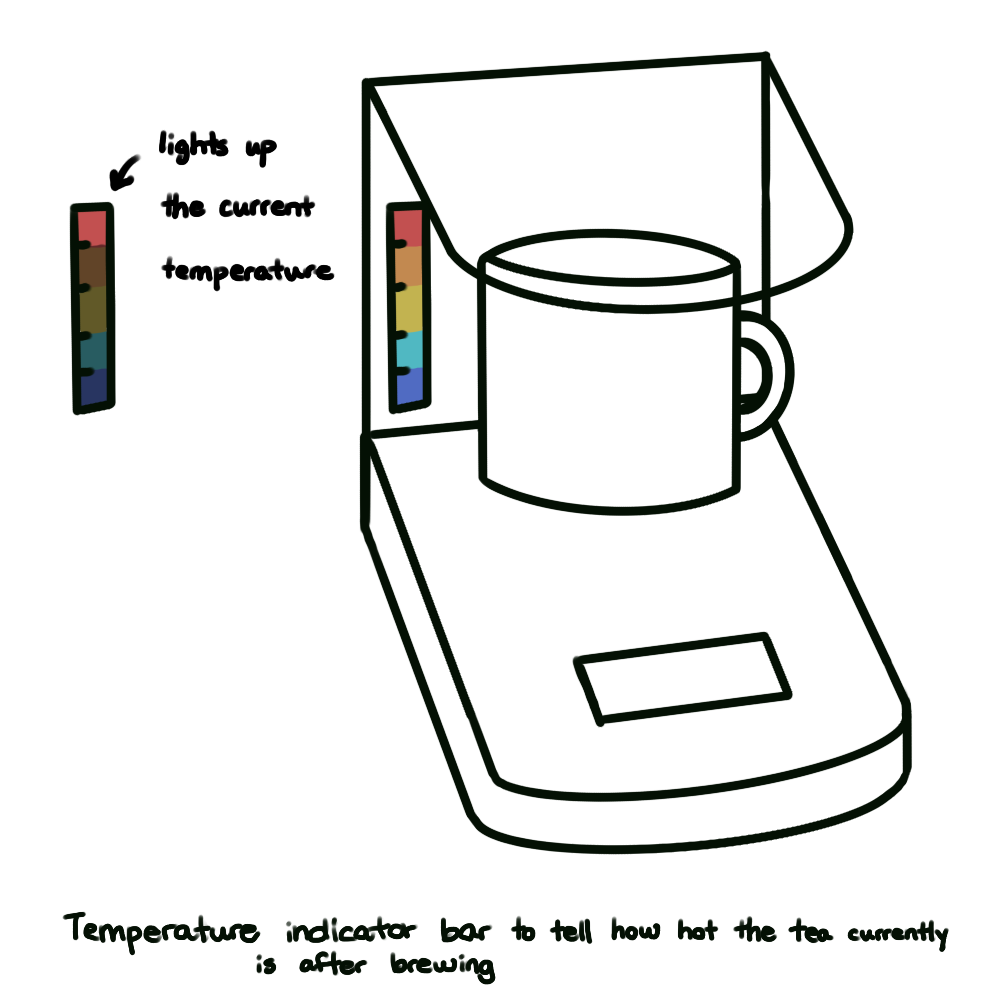 lights up
the current
temperature
Temperature indicator bar to tell how hot the tea currently
is after brewing